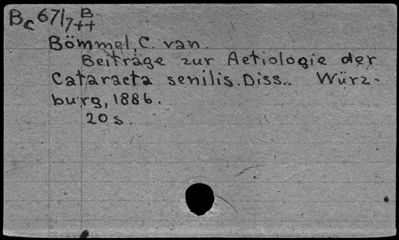 Bc 67/7++ B
Bömmel, C. van.
Beiträge zur Aetiologie der
Cataracta senilis. Diss.. Würz-
burg, 1886.
20 s.